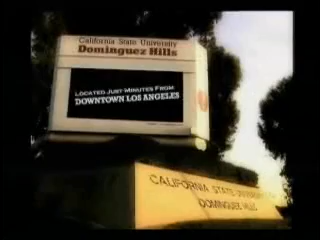 California State University
Dominguez Hills
Located Just Minutes From
Downtown Los Angeles
CALIFORNIA STATE UNIVERSITY
DOMINGUEZ HILLS